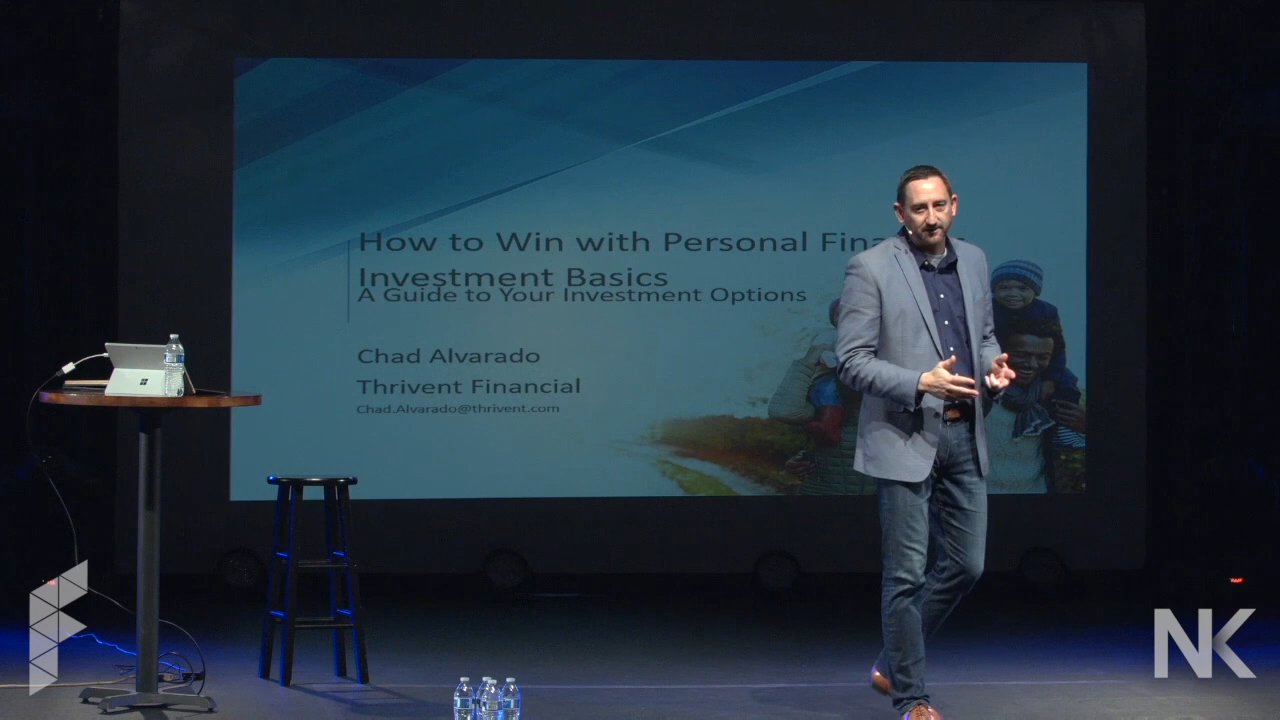 How to Win with Personal Fina
Investment Basics
A Guide to Your Investment Options
Chad Alvarado
Thrivent Financial
Chad.Alvarado@thrivent.com
F
NK